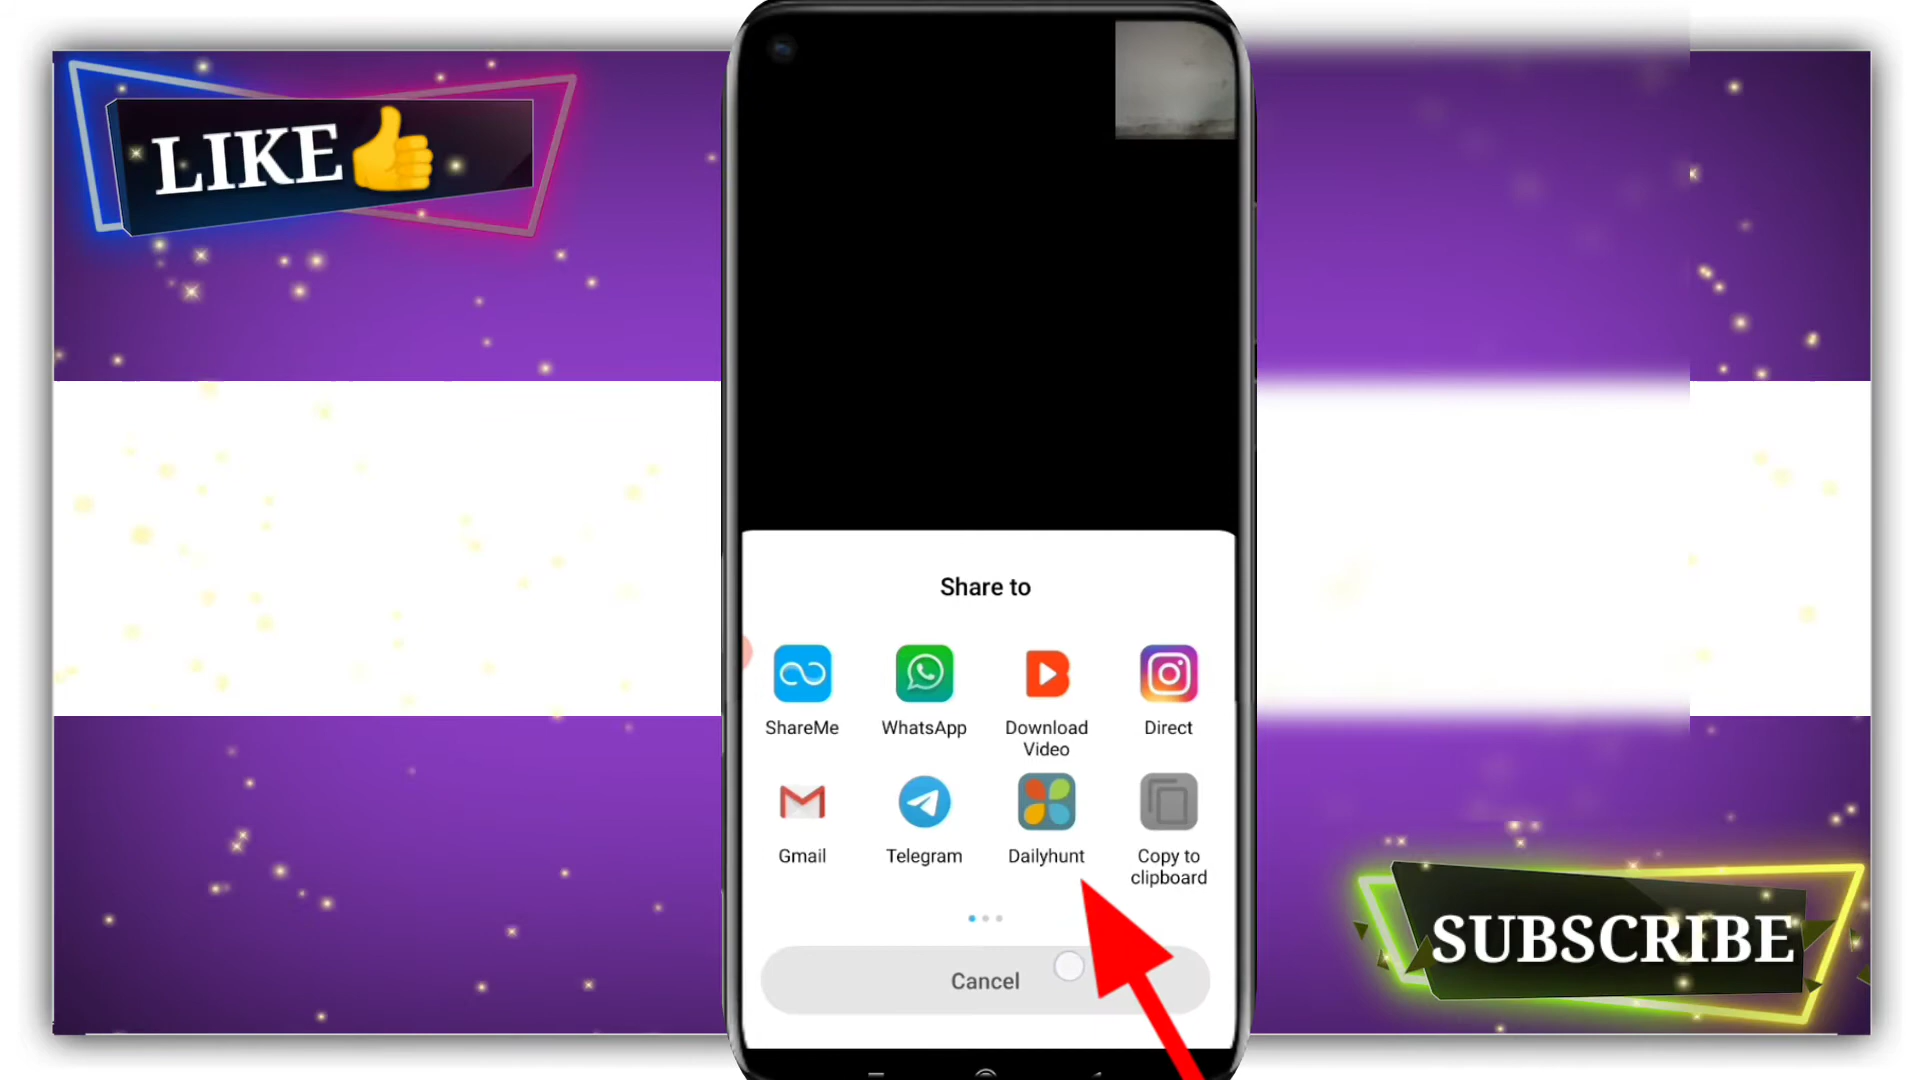 LIKE👍
Share to
ShareMe
WhatsApp
Download
Video
Direct
Gmail
Telegram
Dailyhunt
Copy to
clipboard
Cancel
SUBSCRIBE